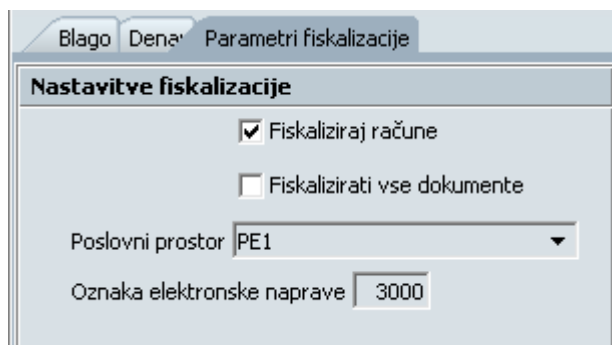 Blago Dena Parametri fiskalizacije
Nastavitve fiskalizacije
Fiskaliziraj račune
Fiskalizirati vse dokumente
Poslovni prostor PE1
Oznaka elektronske naprave 3000